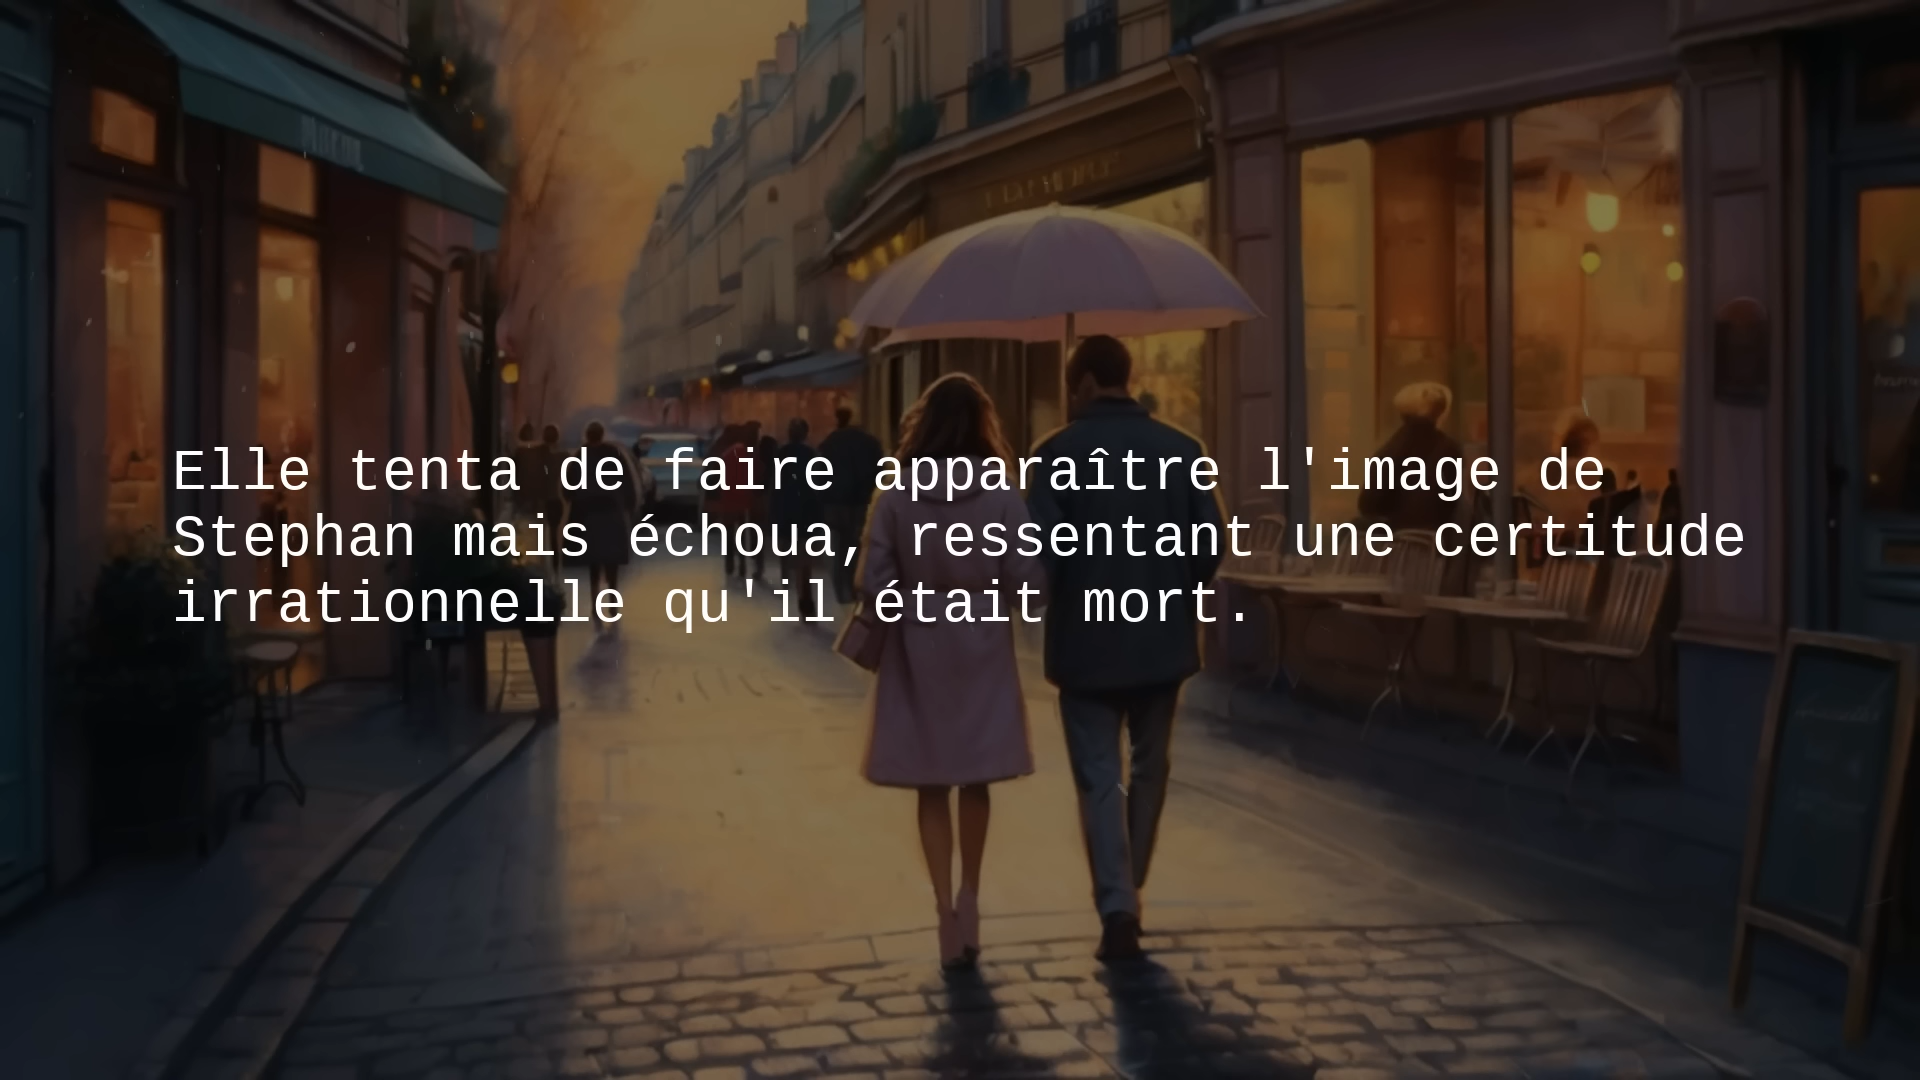 Elle tenta de faire apparaître l'image de
Stephan mais échoua, ressentant une certitude
irrationnelle qu'il était mort.